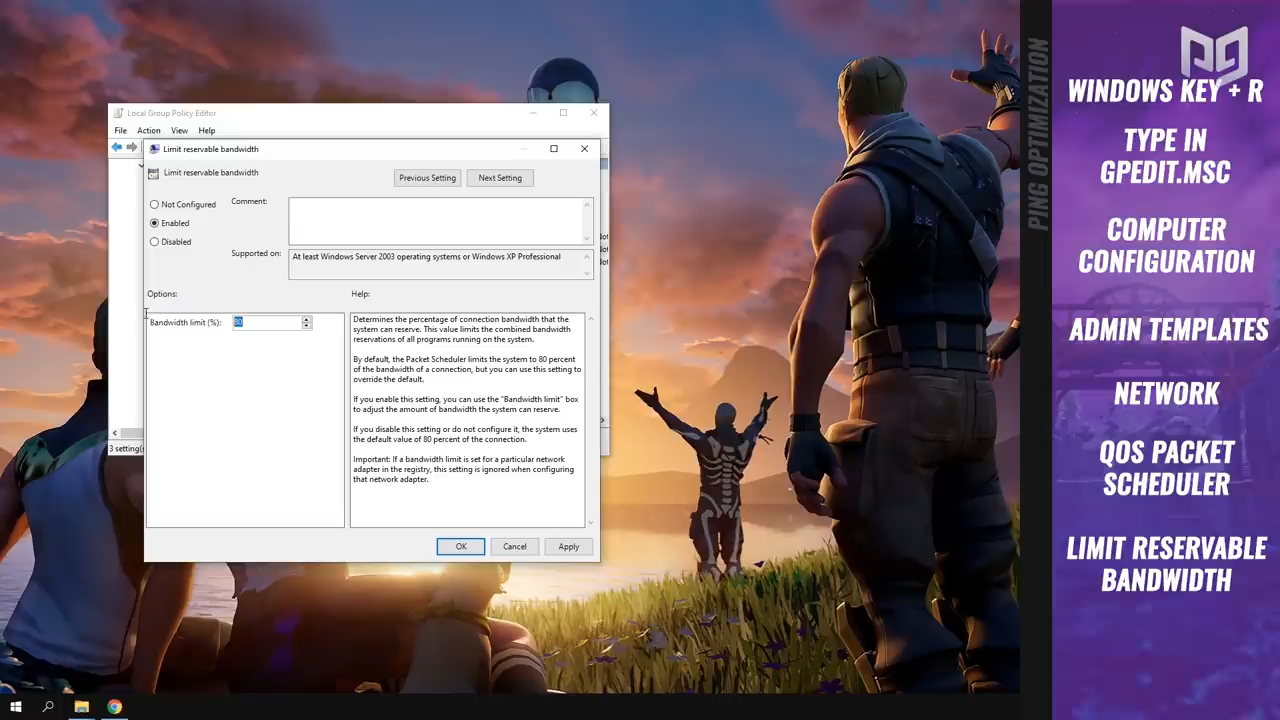 Local Group Policy Editor
File Action View Help
Limit reservable bandwidth
Limit reservable bandwidth
Previous Setting
Next Setting
Not Configured
Enabled
Disabled
Comment:
Supported on:
At least Windows Server 2003 operating systems or Windows XP Professional
Options:
Help:
Bandwidth limit (%):
80
Determines the percentage of connection bandwidth that the
system can reserve. This value limits the combined bandwidth
reservations of all programs running on the system.
By default, the Packet Scheduler limits the system to 80 percent
of the bandwidth of a connection, but you can use this setting to
override the default.
If you enable this setting, you can use the "Bandwidth limit" box
to adjust the amount of bandwidth the system can reserve.
If you disable this setting or do not configure it, the system uses
the default value of 80 percent of the connection.
Important: If a bandwidth limit is set for a particular network
adapter in the registry, this setting is ignored when configuring
that network adapter.
OK
Cancel
Apply
Not
Not
Not
3 setting(s
PING OPTIMIZATION
WINDOWS KEY + R
TYPE IN
GPEDIT.MSC
COMPUTER
CONFIGURATION
ADMIN TEMPLATES
NETWORK
QOS PACKET
SCHEDULER
LIMIT RESERVABLE
BANDWIDTH